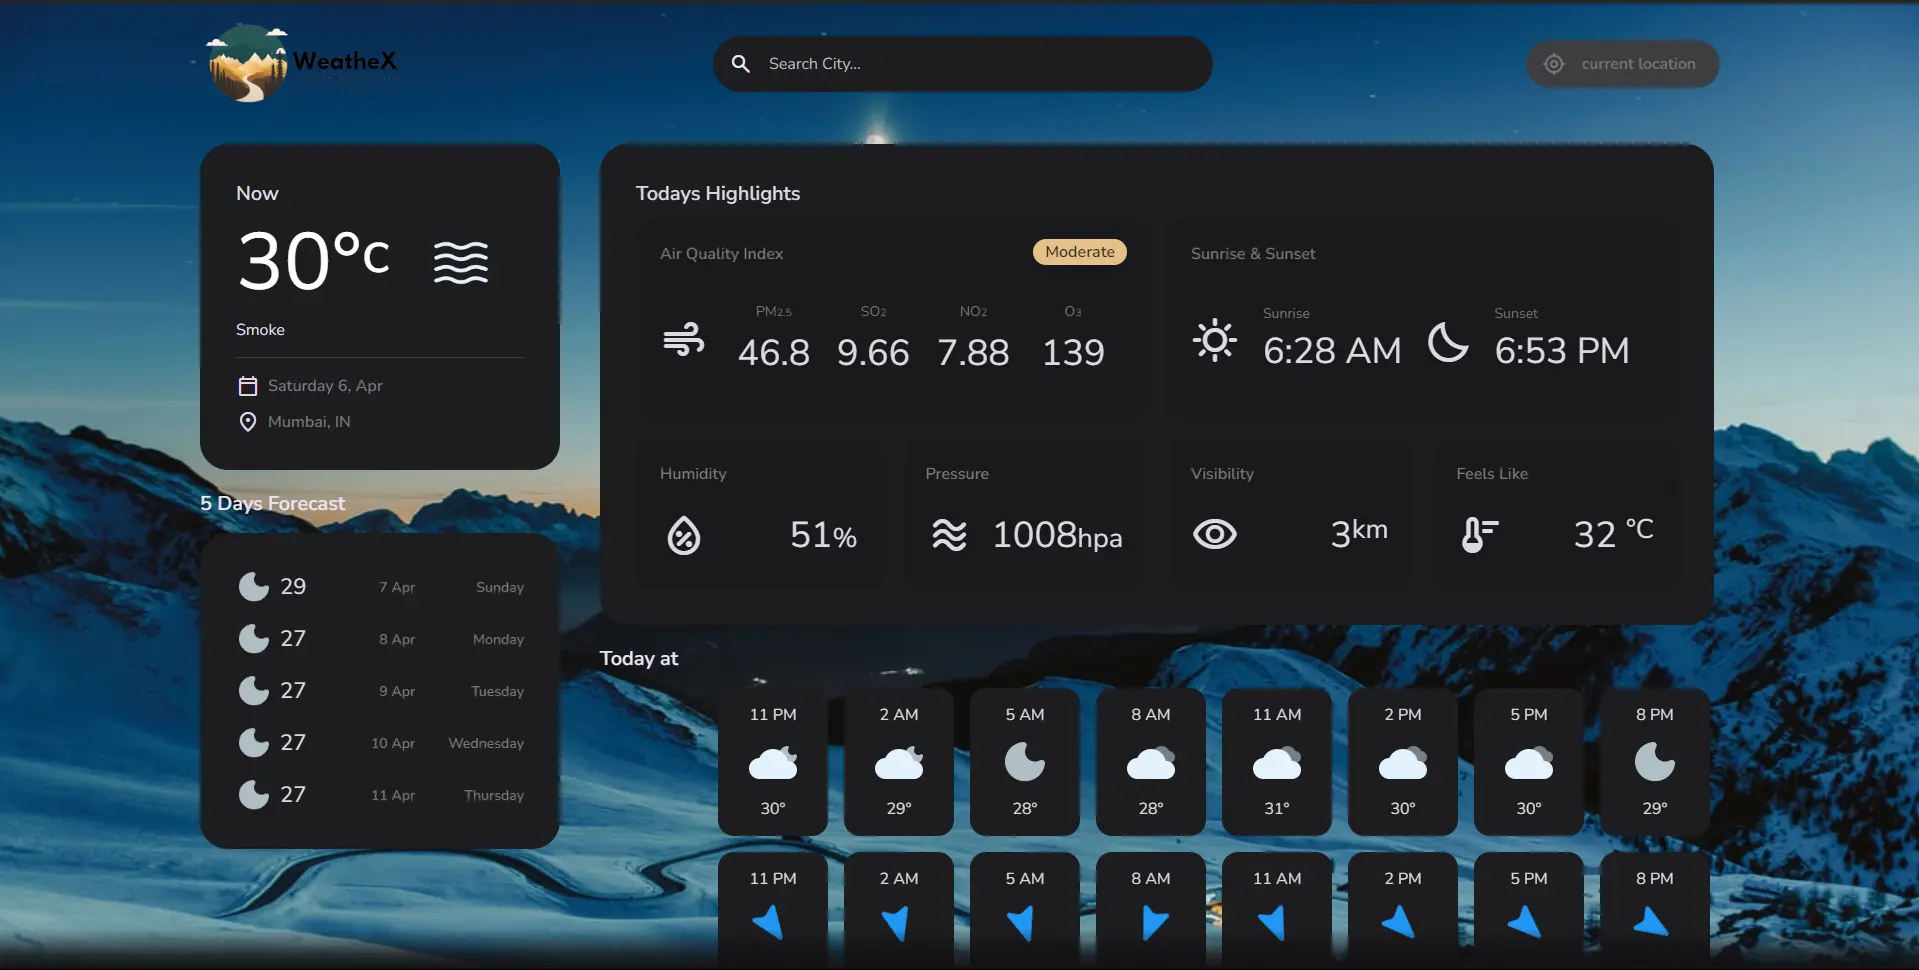 WeatheX
Search City...
current location
Now
30°c
Smoke
Saturday 6, Apr
Mumbai, IN
5 Days Forecast
29 7 Apr Sunday
27 8 Apr Monday
27 9 Apr Tuesday
27 10 Apr Wednesday
27 11 Apr Thursday
Todays Highlights
Air Quality Index Moderate
PM2.5 SO2 NO2 O3
46.8 9.66 7.88 139
Sunrise & Sunset
Sunrise Sunset
6:28 AM 6:53 PM
Humidity
51%
Pressure
1008hpa
Visibility
3km
Feels Like
32 °C
Today at
11 PM 2 AM 5 AM 8 AM 11 AM 2 PM 5 PM 8 PM
30° 29° 28° 28° 31° 30° 30° 29°
11 PM 2 AM 5 AM 8 AM 11 AM 2 PM 5 PM 8 PM